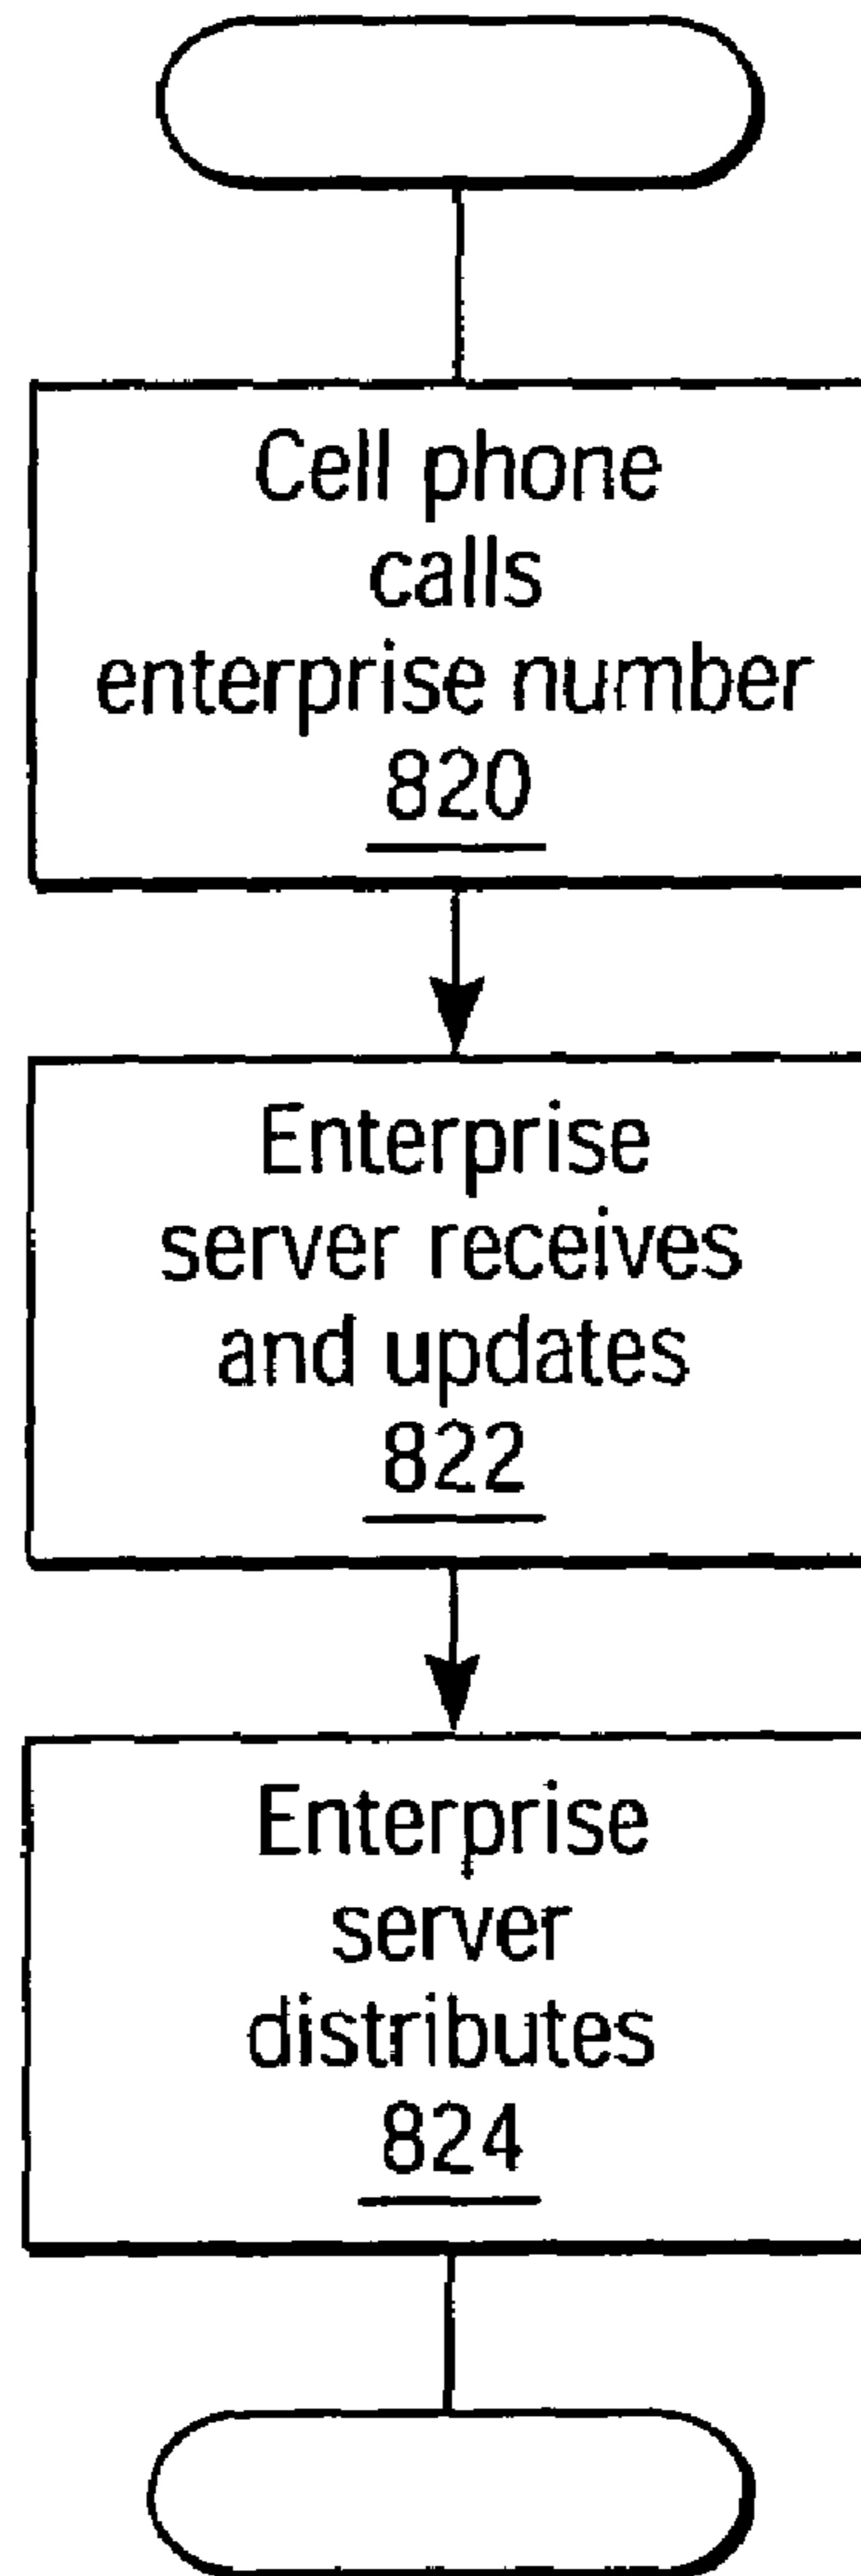 Cell phone
calls
enterprise number
820
Enterprise
server receives
and updates
822
Enterprise
server
distributes
824